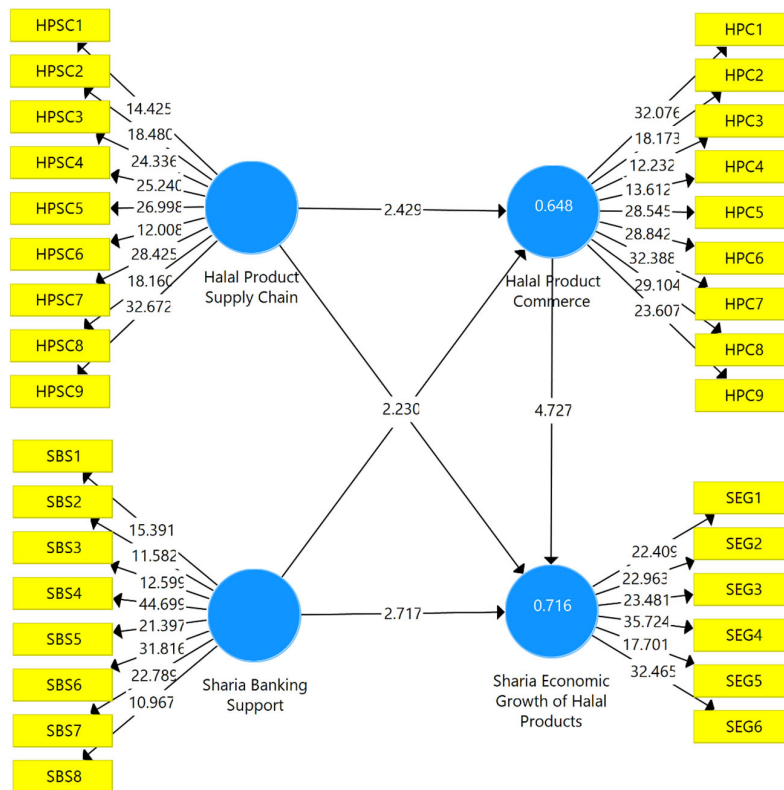 HPSC1
HPSC2
HPSC3
HPSC4
HPSC5
HPSC6
HPSC7
HPSC8
HPSC9
14.425
18.480
24.336
25.240
26.998
12.008
28.425
18.160
32.672
Halal Product
Supply Chain
2.429
0.648
Halal Product
Commerce
32.076
18.173
12.232
13.612
28.545
28.842
32.388
29.104
23.607
HPC1
HPC2
HPC3
HPC4
HPC5
HPC6
HPC7
HPC8
HPC9
2.230
4.727
SBS1
SBS2
SBS3
SBS4
SBS5
SBS6
SBS7
SBS8
15.391
11.582
12.599
44.699
21.397
31.816
22.789
10.967
Sharia Banking
Support
2.717
0.716
Sharia Economic
Growth of Halal
Products
22.409
22.963
23.481
35.724
17.701
32.465
SEG1
SEG2
SEG3
SEG4
SEG5
SEG6